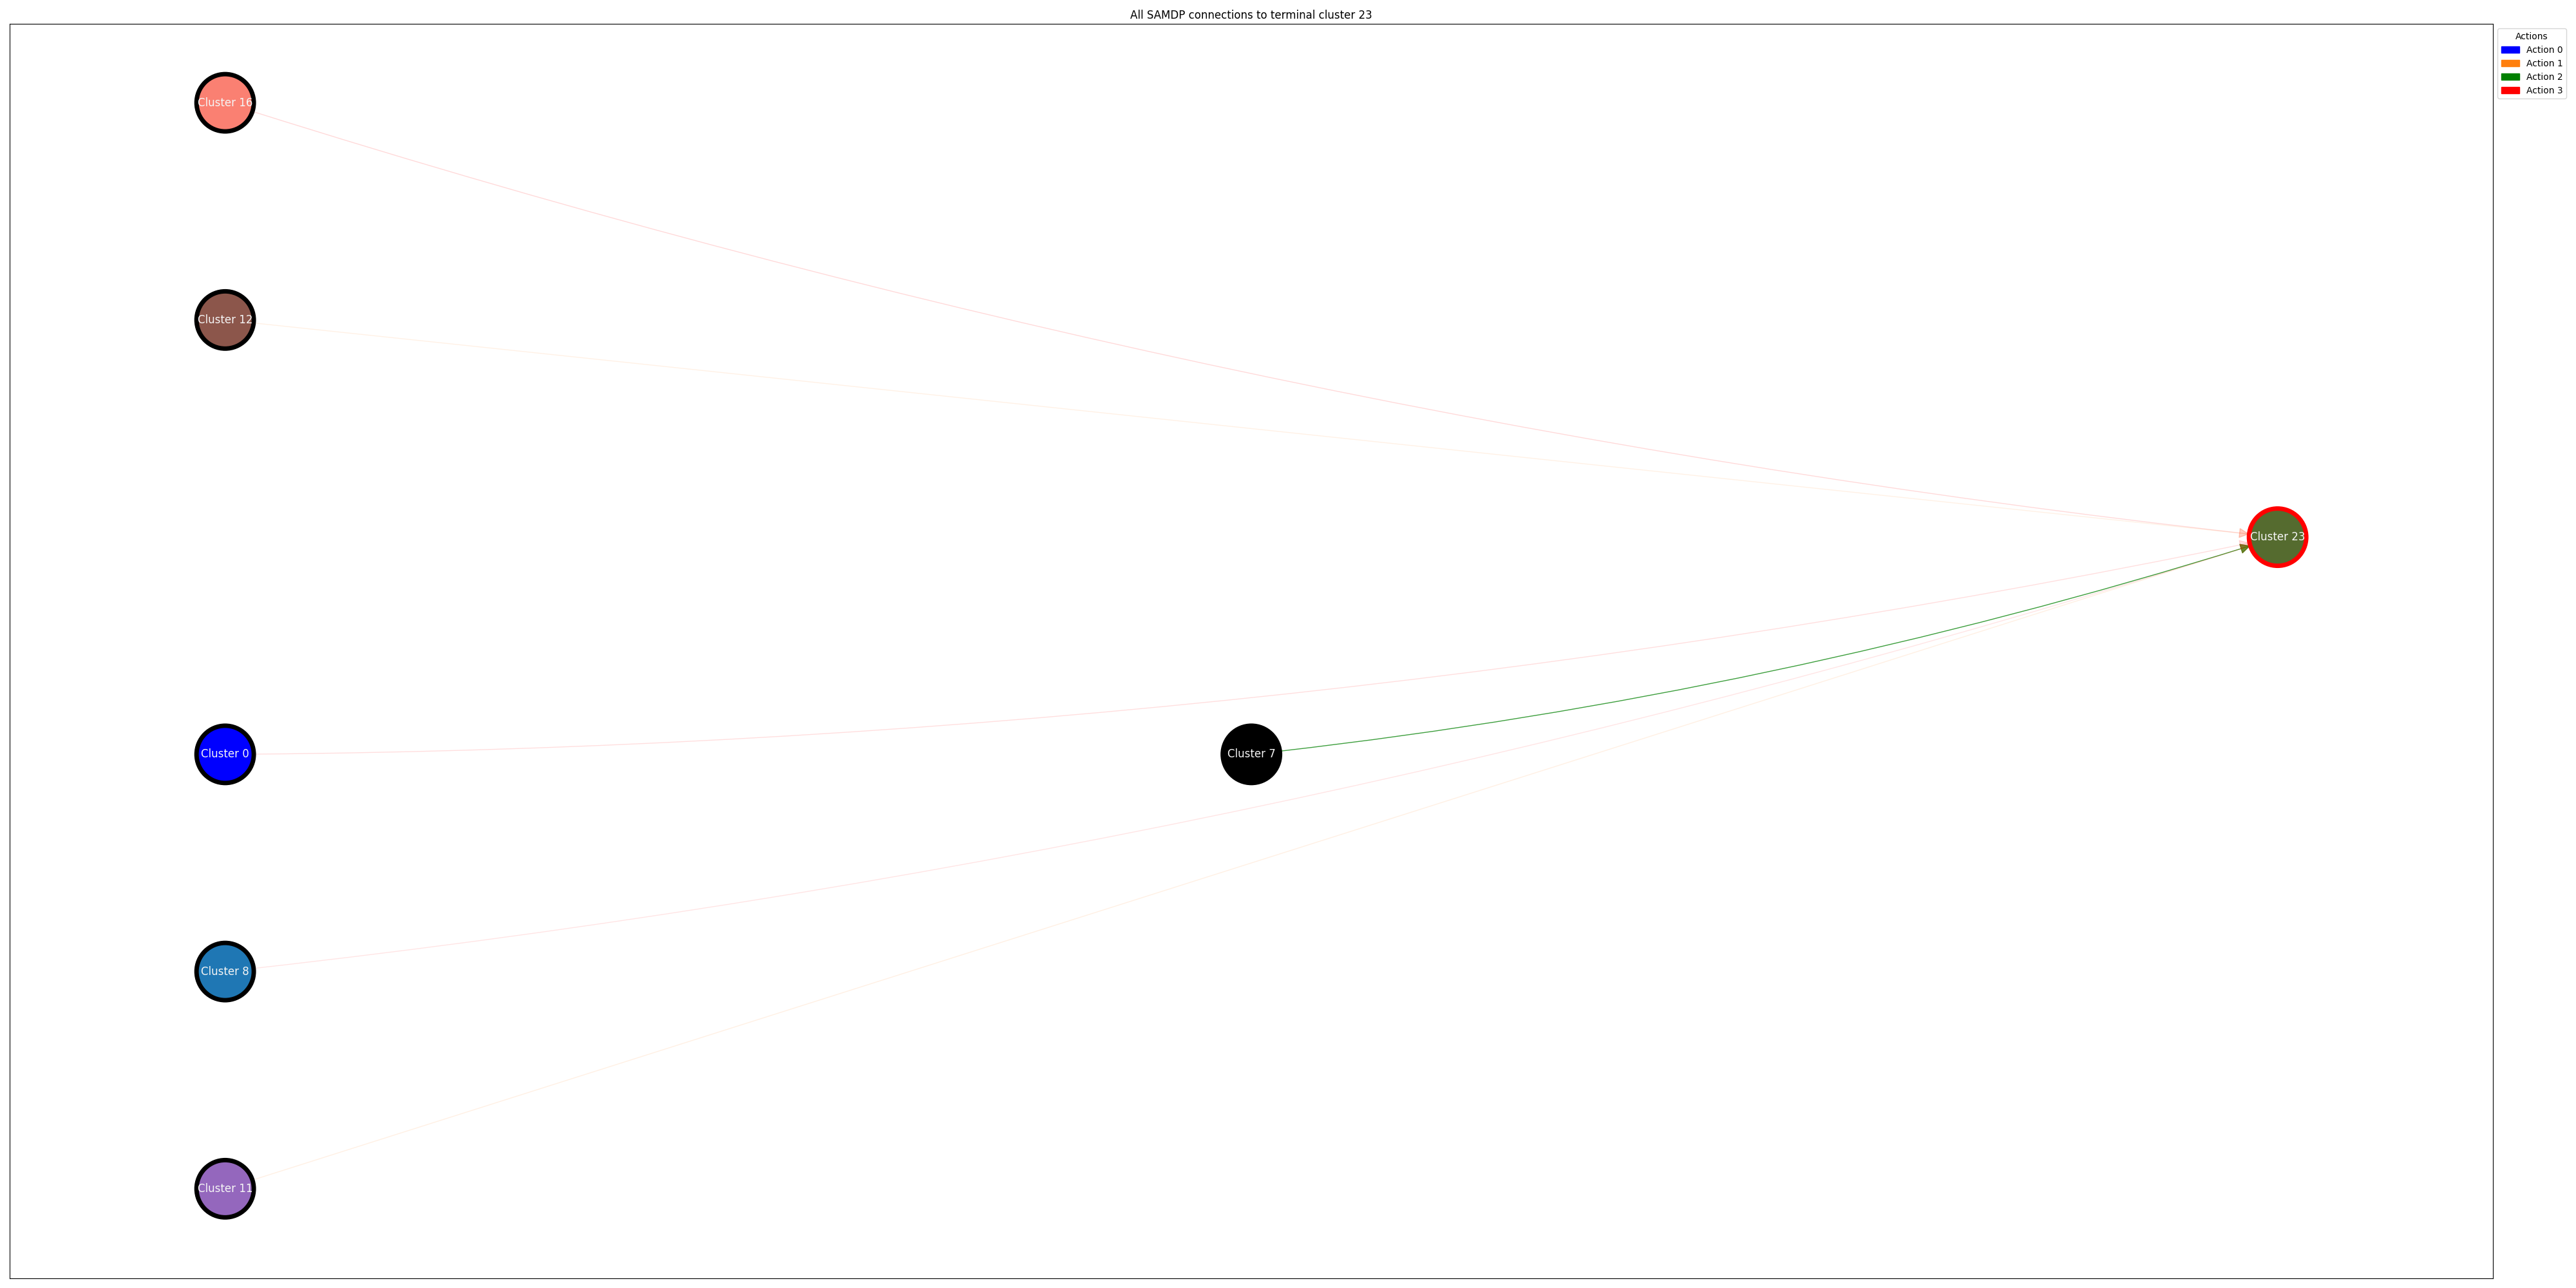 All SAMDP connections to terminal cluster 23
Actions
Action 0
Action 1
Action 2
Action 3
Cluster 16
Cluster 12
Cluster 23
Cluster 0
Cluster 7
Cluster 8
Cluster 11